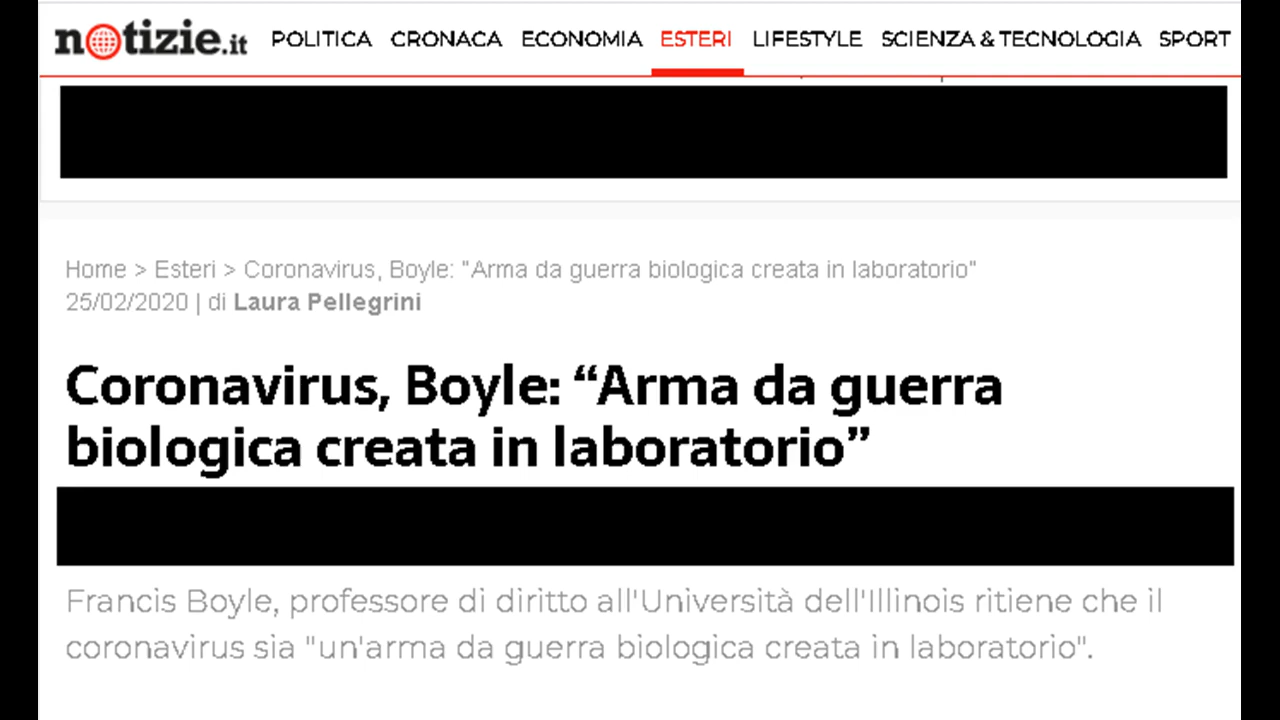 notizie.it POLITICA CRONACA ECONOMIA ESTERI LIFESTYLE SCIENZA & TECNOLOGIA SPORT
Home > Esteri > Coronavirus, Boyle: "Arma da guerra biologica creata in laboratorio"
25/02/2020 | di Laura Pellegrini
Coronavirus, Boyle: “Arma da guerra
biologica creata in laboratorio”
Francis Boyle, professore di diritto all'Università dell'Illinois ritiene che il
coronavirus sia "un'arma da guerra biologica creata in laboratorio".